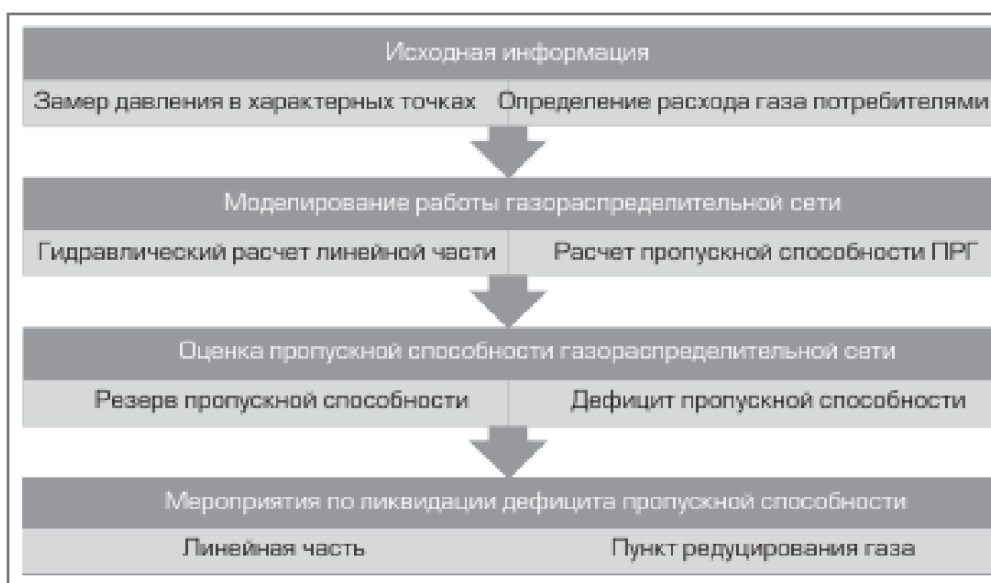 Исходная информация
Замер давления в характерных точках Определение расхода газа потребителями
Моделирование работы газораспределительной сети
Гидравлический расчет линейной части Расчет пропускной способности ПРГ
Оценка пропускной способности газораспределительной сети
Резерв пропускной способности Дефицит пропускной способности
Мероприятия по ликвидации дефицита пропускной способности
Линейная часть Пункт редуцирования газа